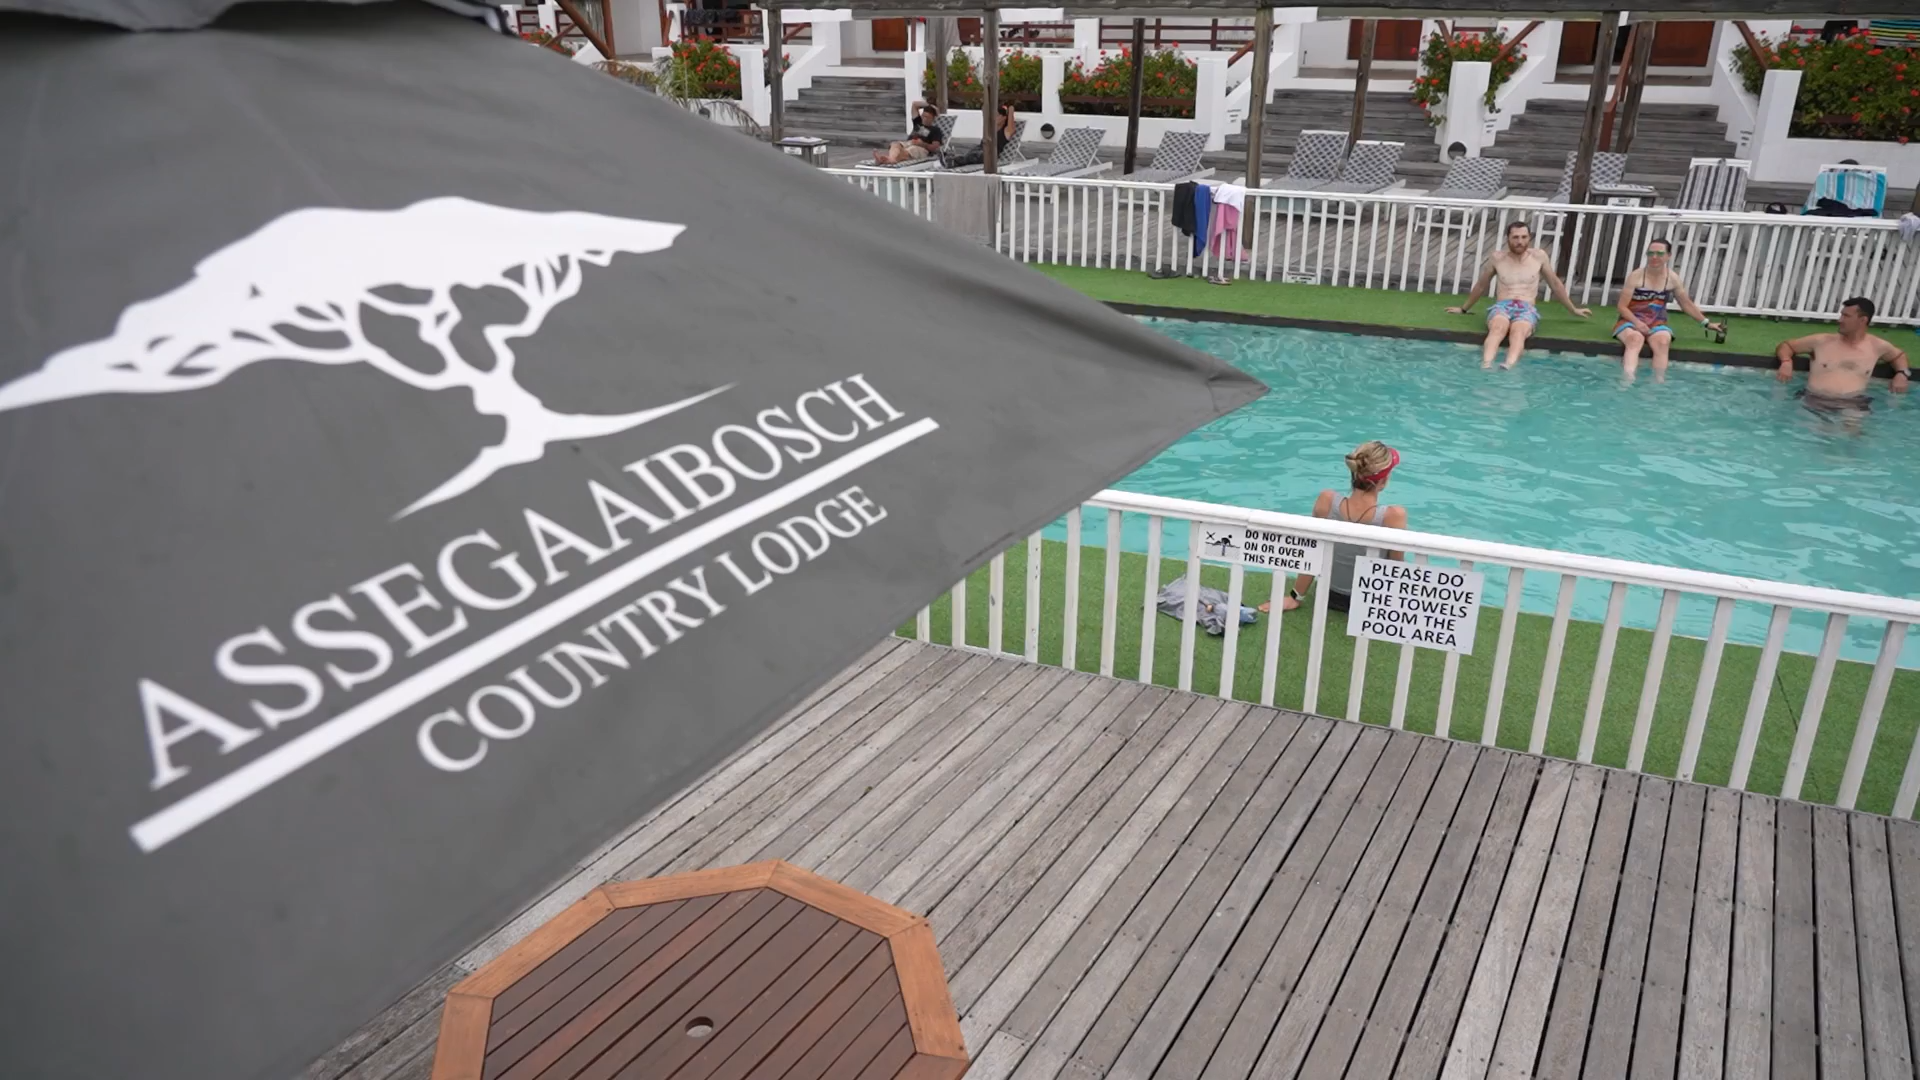 ASSEGAAIBOSCH
COUNTRY LODGE
DO NOT CLIMB
ON OR OVER
THIS FENCE !!
PLEASE DO
NOT REMOVE
THE TOWELS
FROM THE
POOL AREA